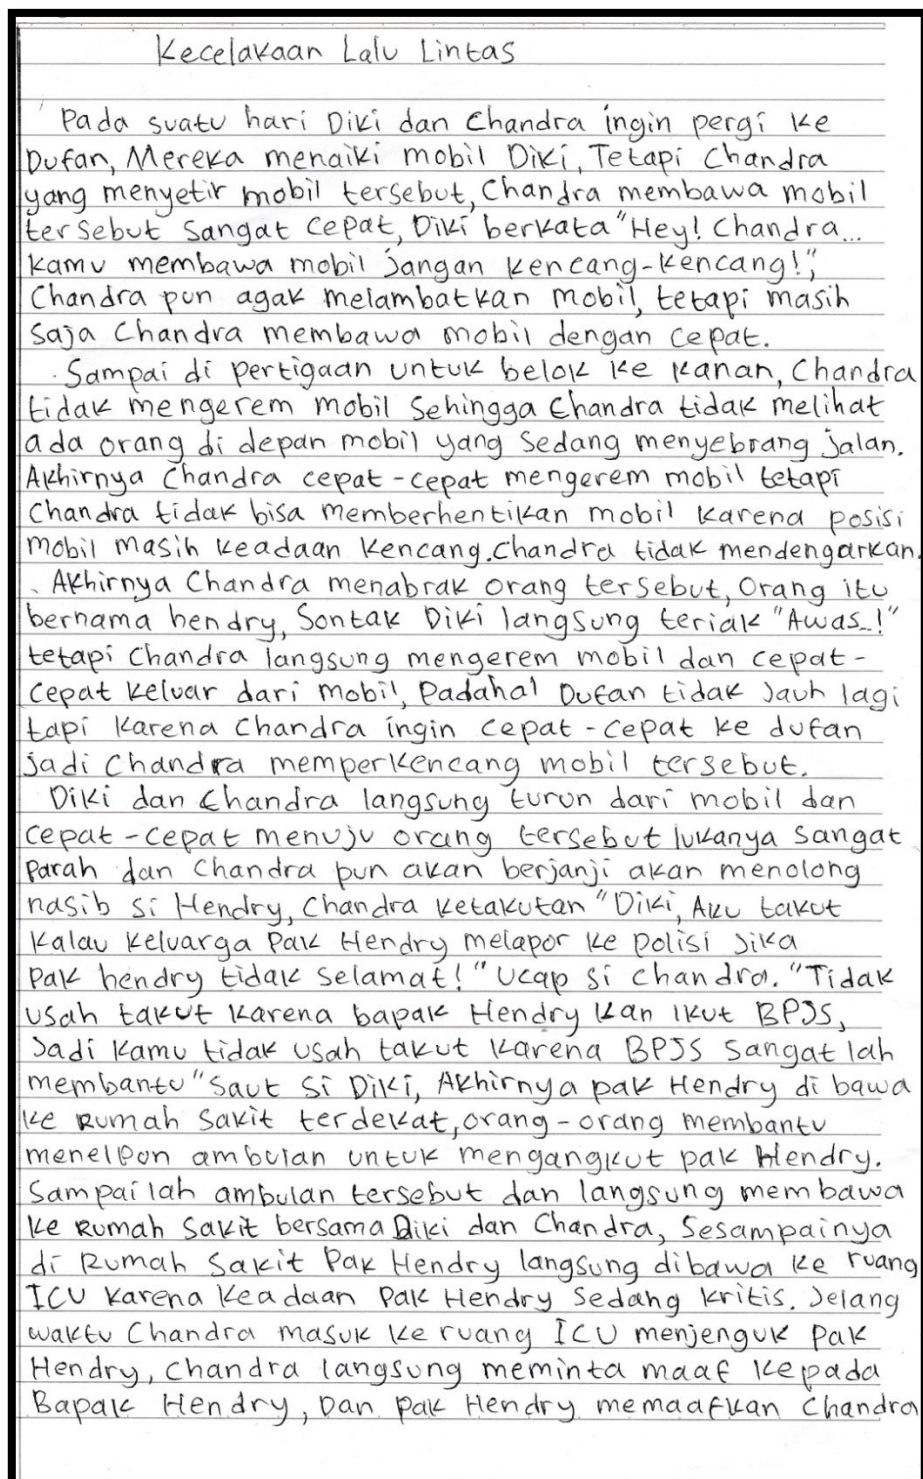 Kecelakaan Lalu Lintas
Pada suatu hari Diki dan Chandra ingin pergi ke
Dufan, Mereka menaiki mobil Diki, Tetapi Chandra
yang menyetir mobil tersebut, Chandra membawa mobil
tersebut Sangat cepat, Diki berkata "Hey! Chandra...
kamu membawa mobil jangan kencang-kencang!",
Chandra pun agak melambatkan mobil, tetapi masih
Saja Chandra membawa mobil dengan cepat.
Sampai di pertigaan untuk belok ke kanan, Chandra
tidak mengerem mobil Sehingga Chandra tidak melihat
ada orang di depan mobil yang Sedang menyebrang jalan.
Akhirnya Chandra cepat-cepat mengerem mobil tetapi
Chandra tidak bisa memberhentikan mobil karena posisi
mobil masih keadaan kencang. Chandra tidak mendengarkan.
Akhirnya Chandra menabrak orang tersebut, Orang itu
bernama hendry, Sontak Diki langsung teriak "Awas..!"
tetapi Chandra langsung mengerem mobil dan cepat-
cepat keluar dari mobil, Padahal Dufan tidak Jauh lagi
tapi karena Chandra ingin cepat-cepat ke dufan
jadi Chandra memperkencang mobil tersebut.
Diki dan Chandra langsung turun dari mobil dan
cepat-cepat menuju orang tersebut lukanya Sangat
Parah dan Chandra pun akan berjanji akan menolong
nasib si Hendry, Chandra ketakutan "Diki, Aku takut
kalau keluarga Pak Hendry melapor ke Polisi Jika
Pak hendry tidak Selamat!" Ucap si chandra. "Tidak
usah takut karena bapak Hendry kan ikut BPJS,
Jadi kamu tidak usah takut karena BPJS Sangat lah
membantu" Saut Si Diki, Akhirnya pak Hendry di bawa
ke Rumah Sakit terdekat, orang-orang membantu
menelpon ambulan untuk mengangkut pak Hendry.
Sampailah ambulan tersebut dan langsung membawa
ke Rumah Sakit bersama Diki dan Chandra, Sesampainya
di Rumah Sakit Pak Hendry langsung dibawa ke ruang
ICU karena Keadaan Pak Hendry Sedang kritis. Jelang
waktu Chandra masuk ke ruang ICU menjenguk Pak
Hendry, Chandra langsung meminta maaf kepada
Bapak Hendry, Dan Pak Hendry memaafkan Chandra